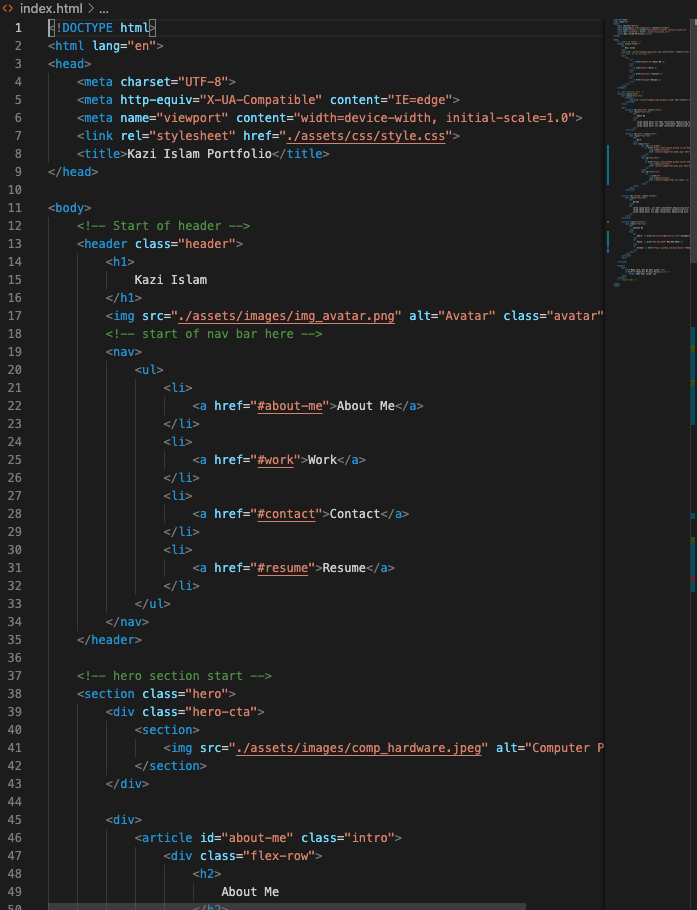 index.html > ...
1 <!DOCTYPE html>
2 <html lang="en">
3 <head>
4 <meta charset="UTF-8">
5 <meta http-equiv="X-UA-Compatible" content="IE=edge">
6 <meta name="viewport" content="width=device-width, initial-scale=1.0">
7 <link rel="stylesheet" href="./assets/css/style.css">
8 <title>Kazi Islam Portfolio</title>
9 </head>
10
11 <body>
12 <!-- Start of header -->
13 <header class="header">
14 <h1>
15 Kazi Islam
16 </h1>
17 <img src="./assets/images/img_avatar.png" alt="Avatar" class="avatar"
18 <!-- start of nav bar here -->
19 <nav>
20 <ul>
21 <li>
22 <a href="#about-me">About Me</a>
23 </li>
24 <li>
25 <a href="#work">Work</a>
26 </li>
27 <li>
28 <a href="#contact">Contact</a>
29 </li>
30 <li>
31 <a href="#resume">Resume</a>
32 </li>
33 </ul>
34 </nav>
35 </header>
36
37 <!-- hero section start -->
38 <section class="hero">
39 <div class="hero-cta">
40 <section>
41 <img src="./assets/images/comp_hardware.jpeg" alt="Computer P
42 </section>
43 </div>
44
45 <div>
46 <article id="about-me" class="intro">
47 <div class="flex-row">
48 <h2>
49 About Me
50 </h2>